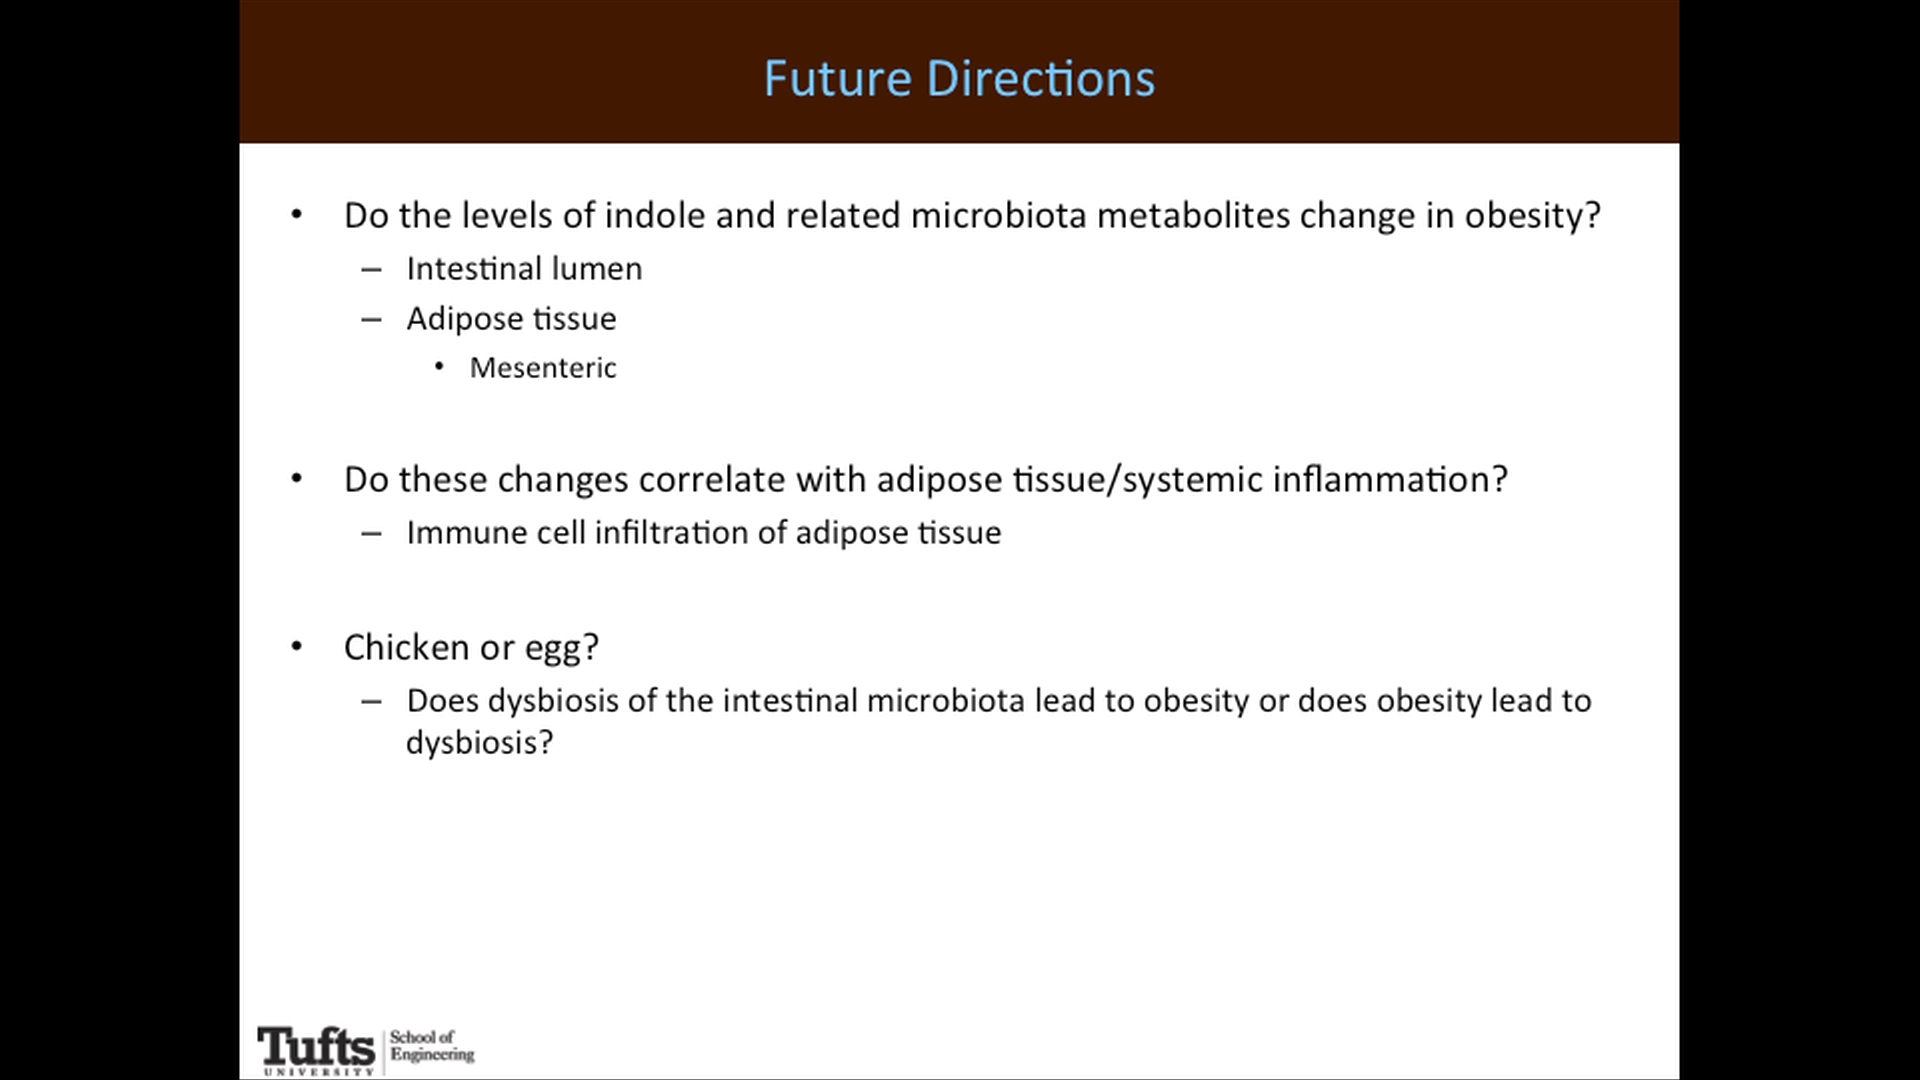 Future Directions
• Do the levels of indole and related microbiota metabolites change in obesity?
– Intestinal lumen
– Adipose tissue
• Mesenteric
• Do these changes correlate with adipose tissue/systemic inflammation?
– Immune cell infiltration of adipose tissue
• Chicken or egg?
– Does dysbiosis of the intestinal microbiota lead to obesity or does obesity lead to
dysbiosis?
Tufts
UNIVERSITY
School of
Engineering